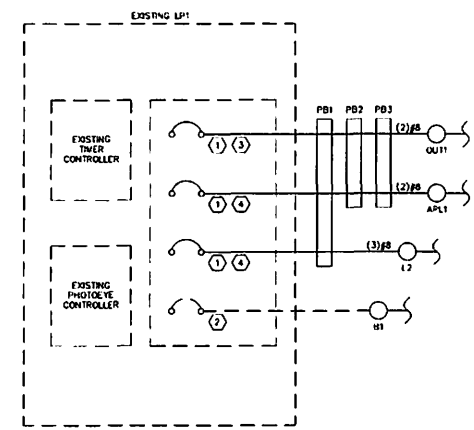 EXISTING LP1
PB1 PB2 PB3
EXISTING
TIMER
CONTROLLER
1 3
(2)#8
OUT1
1 4
(2)#8
APL1
1 4
(3)#8
L2
EXISTING
PHOTOEYE
CONTROLLER
2
B1